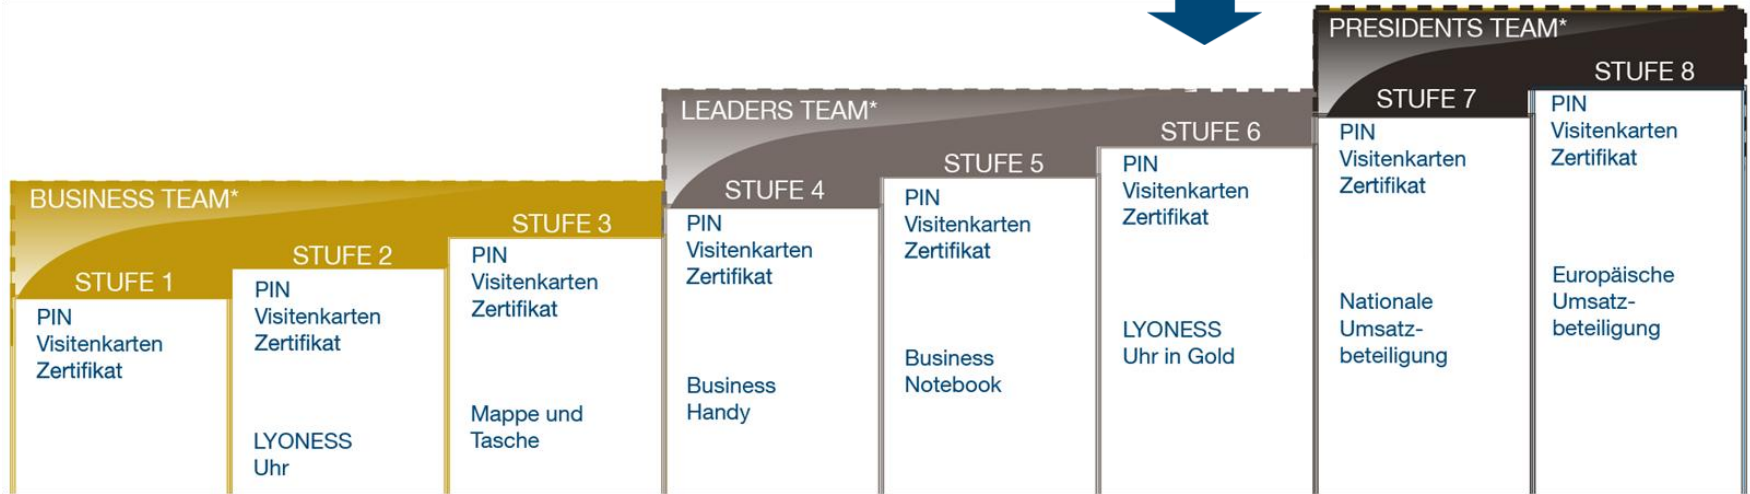 BUSINESS TEAM*
STUFE 1
PIN
Visitenkarten
Zertifikat
STUFE 2
PIN
Visitenkarten
Zertifikat
LYONESS
Uhr
STUFE 3
PIN
Visitenkarten
Zertifikat
Mappe und
Tasche
LEADERS TEAM*
STUFE 4
PIN
Visitenkarten
Zertifikat
Business
Handy
STUFE 5
PIN
Visitenkarten
Zertifikat
Business
Notebook
STUFE 6
PIN
Visitenkarten
Zertifikat
LYONESS
Uhr in Gold
PRESIDENTS TEAM*
STUFE 7
PIN
Visitenkarten
Zertifikat
Nationale
Umsatz-
beteiligung
STUFE 8
PIN
Visitenkarten
Zertifikat
Europäische
Umsatz-
beteiligung